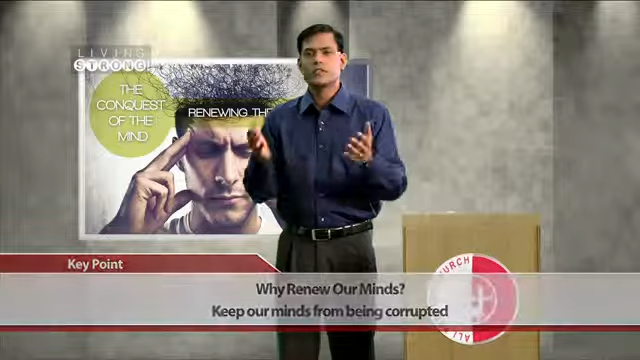 LIVING
STRONG
THE
CONQUEST
OF THE
MIND
RENEWING THE
Key Point
Why Renew Our Minds?
Keep our minds from being corrupted